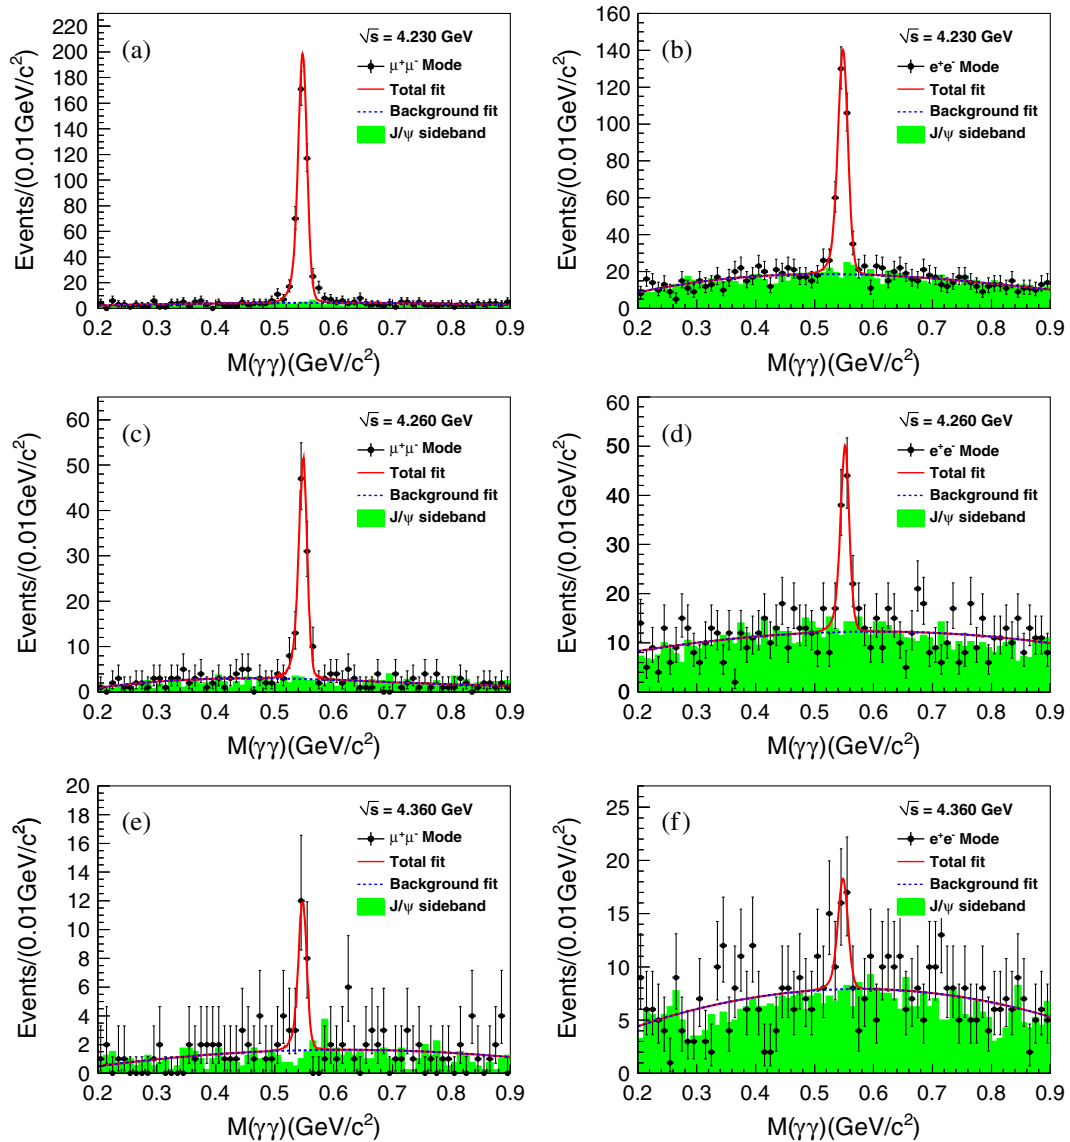 (a)
√s = 4.230 GeV
μ⁺μ⁻ Mode
Total fit
Background fit
J/ψ sideband
Events/(0.01GeV/c²)
220
200
180
160
140
120
100
80
60
40
20
0
0.2 0.3 0.4 0.5 0.6 0.7 0.8 0.9
M(γγ)(GeV/c²)
(b)
√s = 4.230 GeV
e⁺e⁻ Mode
Total fit
Background fit
J/ψ sideband
Events/(0.01GeV/c²)
160
140
120
100
80
60
40
20
0
0.2 0.3 0.4 0.5 0.6 0.7 0.8 0.9
M(γγ)(GeV/c²)
(c)
√s = 4.260 GeV
μ⁺μ⁻ Mode
Total fit
Background fit
J/ψ sideband
Events/(0.01GeV/c²)
60
50
40
30
20
10
0
0.2 0.3 0.4 0.5 0.6 0.7 0.8 0.9
M(γγ)(GeV/c²)
(d)
√s = 4.260 GeV
e⁺e⁻ Mode
Total fit
Background fit
J/ψ sideband
Events/(0.01GeV/c²)
60
50
40
30
20
10
0
0.2 0.3 0.4 0.5 0.6 0.7 0.8 0.9
M(γγ)(GeV/c²)
(e)
√s = 4.360 GeV
μ⁺μ⁻ Mode
Total fit
Background fit
J/ψ sideband
Events/(0.01GeV/c²)
20
18
16
14
12
10
8
6
4
2
0
0.2 0.3 0.4 0.5 0.6 0.7 0.8 0.9
M(γγ)(GeV/c²)
(f)
√s = 4.360 GeV
e⁺e⁻ Mode
Total fit
Background fit
J/ψ sideband
Events/(0.01GeV/c²)
25
20
15
10
5
0
0.2 0.3 0.4 0.5 0.6 0.7 0.8 0.9
M(γγ)(GeV/c²)